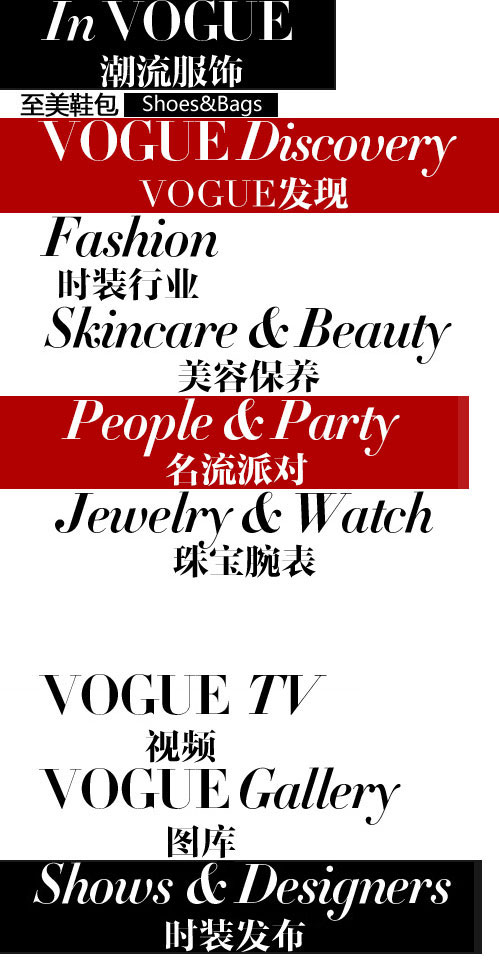 In VOGUE
潮流服饰
至美鞋包 Shoes&Bags
VOGUE Discovery
VOGUE发现
Fashion
时装行业
Skincare & Beauty
美容保养
People & Party
名流派对
Jewelry & Watch
珠宝腕表
VOGUE TV
视频
VOGUE Gallery
图库
Shows & Designers
时装发布